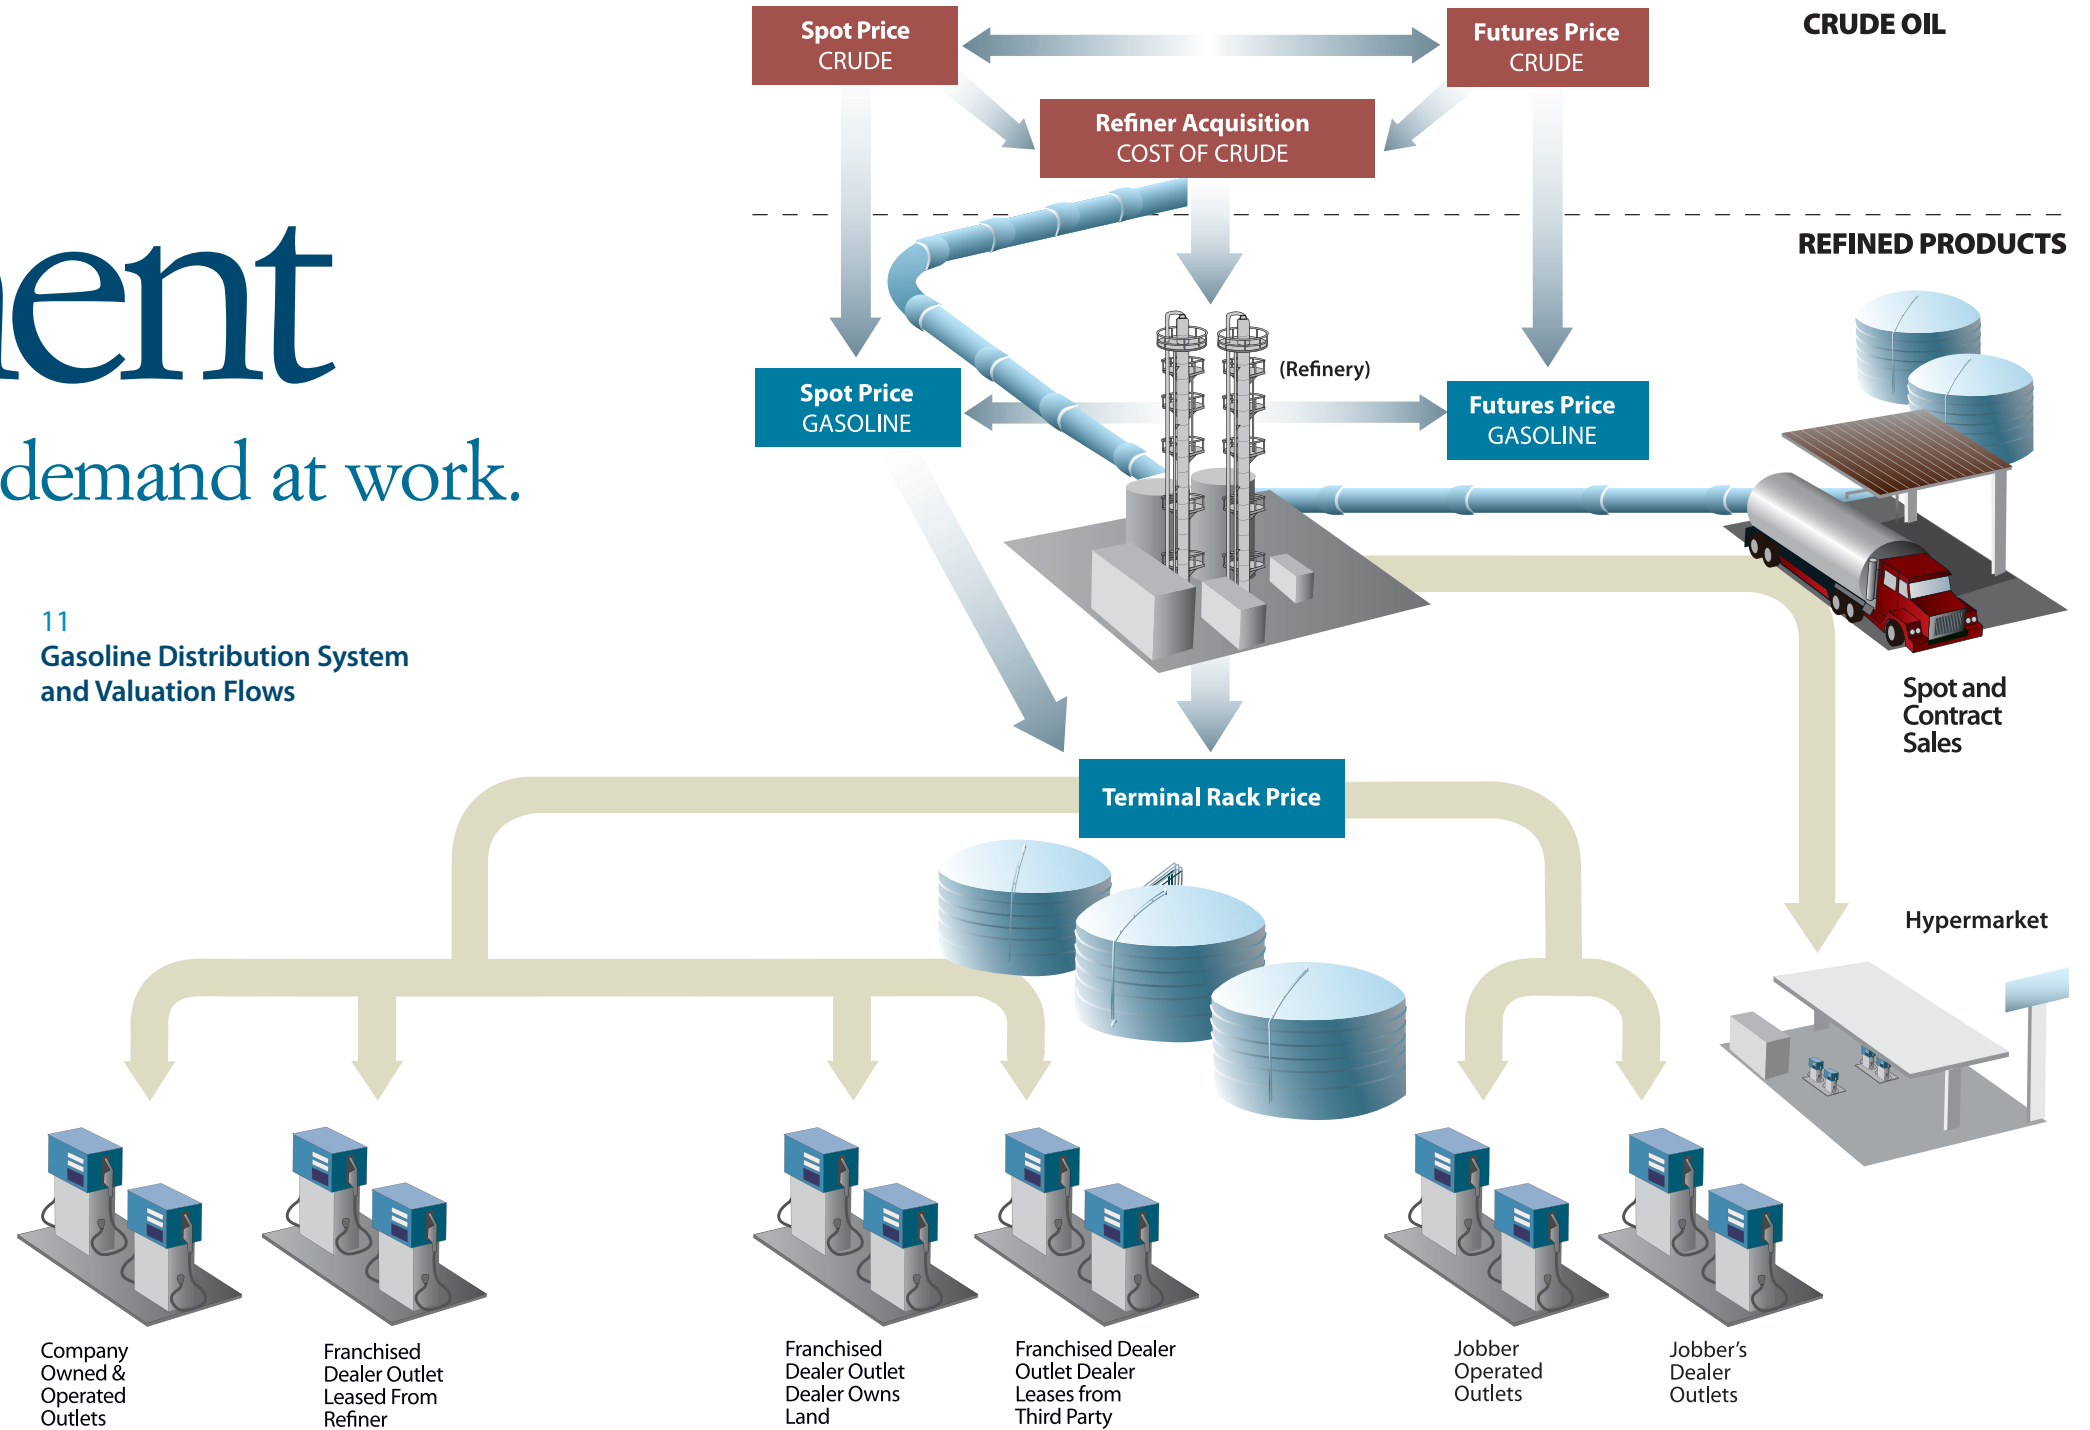 Spot Price
CRUDE
Futures Price
CRUDE
CRUDE OIL
Refiner Acquisition
COST OF CRUDE
REFINED PRODUCTS
nent
demand at work.
(Refinery)
Spot Price
GASOLINE
Futures Price
GASOLINE
11
Gasoline Distribution System
and Valuation Flows
Spot and
Contract
Sales
Terminal Rack Price
Hypermarket
Company
Owned &
Operated
Outlets
Franchised
Dealer Outlet
Leased From
Refiner
Franchised
Dealer Outlet
Dealer Owns
Land
Franchised Dealer
Outlet Dealer
Leases from
Third Party
Jobber
Operated
Outlets
Jobber's
Dealer
Outlets